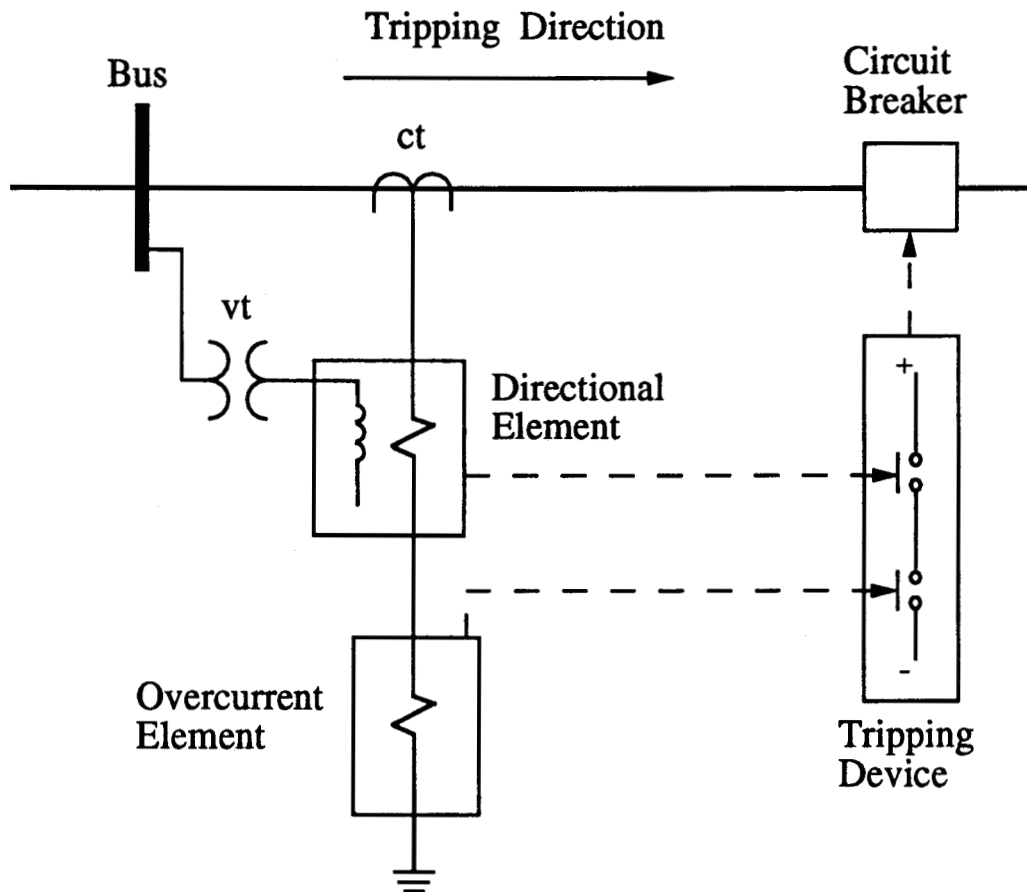 Tripping Direction
Bus
Circuit
Breaker
ct
vt
Directional
Element
+
Overcurrent
Element
-
Tripping
Device